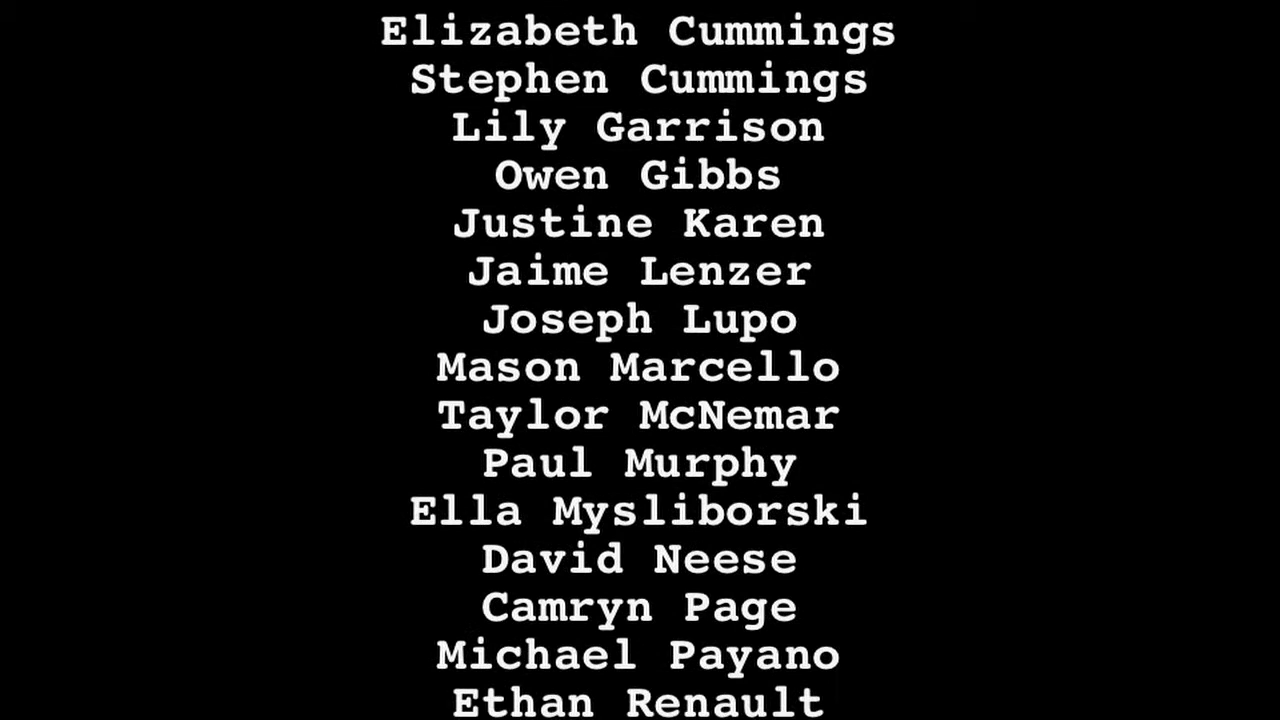 Elizabeth Cummings
Stephen Cummings
Lily Garrison
Owen Gibbs
Justine Karen
Jaime Lenzer
Joseph Lupo
Mason Marcello
Taylor McNemar
Paul Murphy
Ella Mysliborski
David Neese
Camryn Page
Michael Payano
Ethan Renault